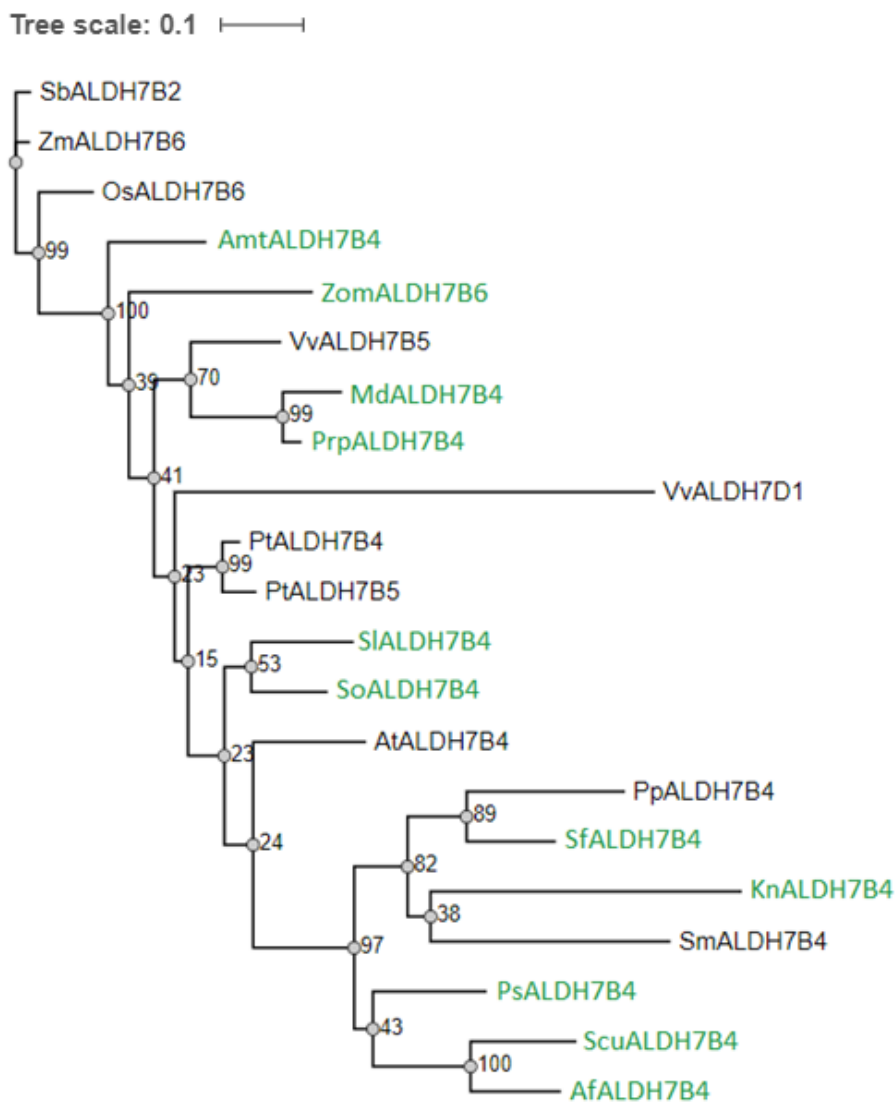 Tree scale: 0.1
SbALDH7B2
ZmALDH7B6
OsALDH7B6
AmtALDH7B4
99
ZomALDH7B6
100
VvALDH7B5
70
39
MdALDH7B4
99
PrpALDH7B4
41
VvALDH7D1
PtALDH7B4
99
23
PtALDH7B5
SlALDH7B4
15
53
SoALDH7B4
AtALDH7B4
23
PpALDH7B4
89
SfALDH7B4
24
82
KnALDH7B4
38
SmALDH7B4
97
PsALDH7B4
43
ScuALDH7B4
100
AfALDH7B4